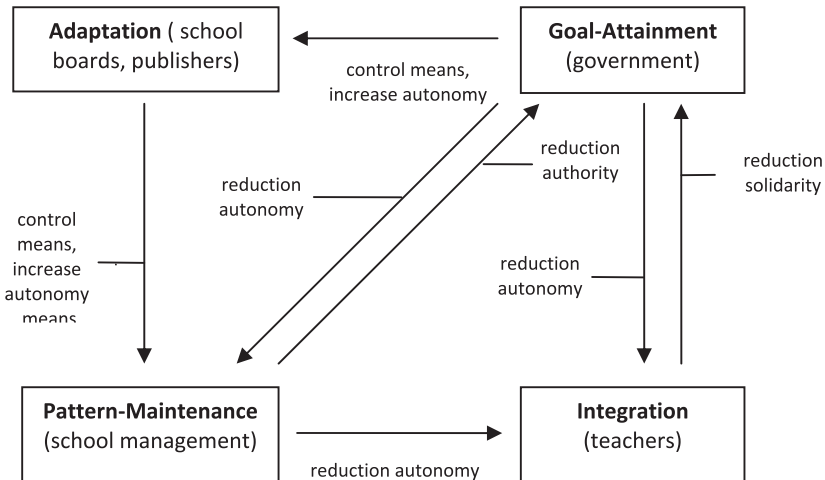 Adaptation ( school
boards, publishers)
Goal-Attainment
(government)
control means,
increase autonomy
reduction
authority
reduction
solidarity
reduction
autonomy
control
means,
increase
autonomy
means
reduction
autonomy
Pattern-Maintenance
(school management)
Integration
(teachers)
reduction autonomy